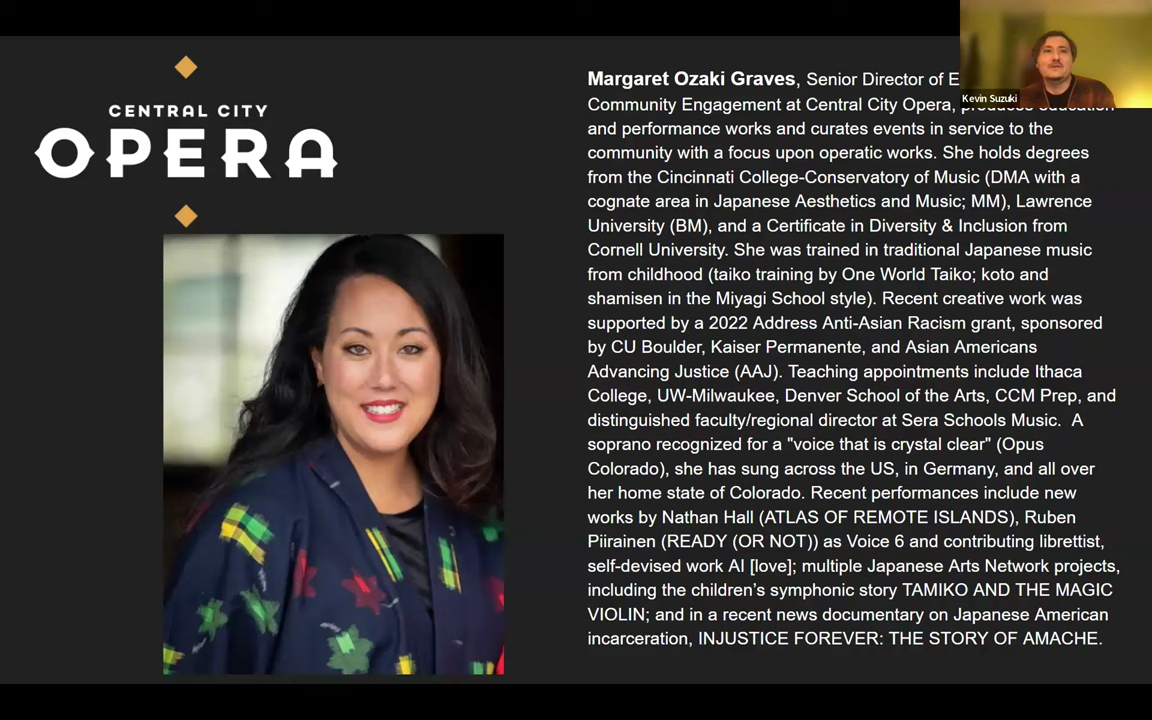 CENTRAL CITY
OPERA
Margaret Ozaki Graves, Senior Director of E
Kevin Suzuki
Community Engagement at Central City Opera, produces education
and performance works and curates events in service to the
community with a focus upon operatic works. She holds degrees
from the Cincinnati College-Conservatory of Music (DMA with a
cognate area in Japanese Aesthetics and Music; MM), Lawrence
University (BM), and a Certificate in Diversity & Inclusion from
Cornell University. She was trained in traditional Japanese music
from childhood (taiko training by One World Taiko; koto and
shamisen in the Miyagi School style). Recent creative work was
supported by a 2022 Address Anti-Asian Racism grant, sponsored
by CU Boulder, Kaiser Permanente, and Asian Americans
Advancing Justice (AAJ). Teaching appointments include Ithaca
College, UW-Milwaukee, Denver School of the Arts, CCM Prep, and
distinguished faculty/regional director at Sera Schools Music.  A
soprano recognized for a "voice that is crystal clear" (Opus
Colorado), she has sung across the US, in Germany, and all over
her home state of Colorado. Recent performances include new
works by Nathan Hall (ATLAS OF REMOTE ISLANDS), Ruben
Piirainen (READY (OR NOT)) as Voice 6 and contributing librettist,
self-devised work AI [love]; multiple Japanese Arts Network projects,
including the children’s symphonic story TAMIKO AND THE MAGIC
VIOLIN; and in a recent news documentary on Japanese American
incarceration, INJUSTICE FOREVER: THE STORY OF AMACHE.